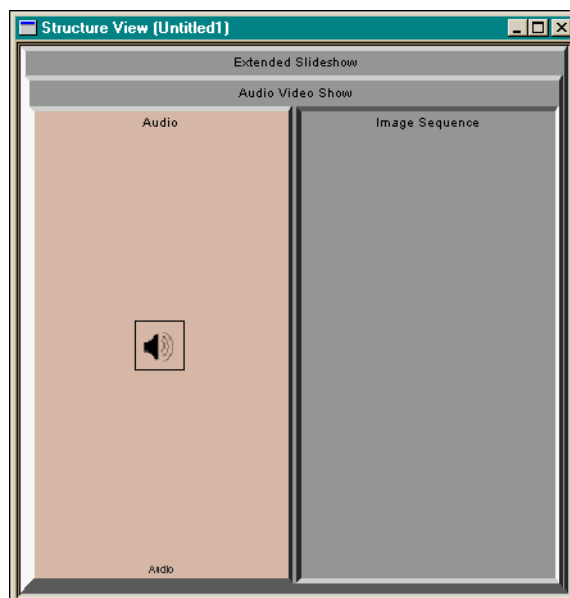 Structure View (Untitled1)
Extended Slideshow
Audio Video Show
Audio
Image Sequence
Audio